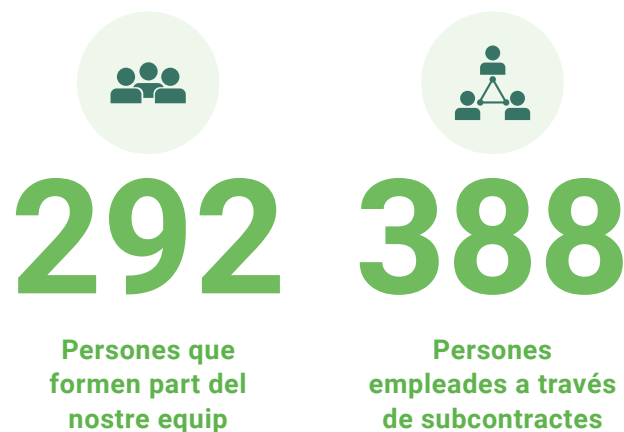 292
Persones que
formen part del
nostre equip
388
Persones
empleades a través
de subcontractes